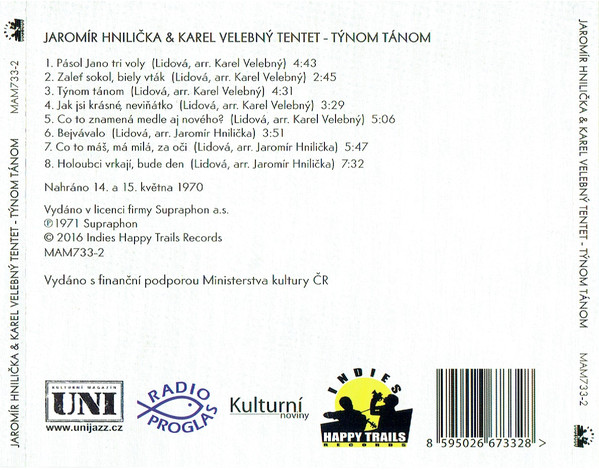 JAROMÍR HNILIČKA & KAREL VELEBNÝ TENTET - TÝNOM TÁNOM
MAM733-2
JAROMÍR HNILIČKA & KAREL VELEBNÝ TENTET - TÝNOM TÁNOM
1. Pásol Jano tri voly (Lidová, arr. Karel Velebný) 4:43
2. Zalef sokol, biely vták (Lidová, arr. Karel Velebný) 2:45
3. Týnom tánom (Lidová, arr. Karel Velebný) 4:31
4. Jak jsi krásné, neviňátko (Lidová, arr. Karel Velebný) 3:29
5. Co to znamená medle aj nového? (Lidová, arr. Karel Velebný) 5:06
6. Bejvávalo (Lidová, arr. Jaromír Hnilička) 3:51
7. Co to máš, má milá, za oči (Lidová, arr. Jaromír Hnilička) 5:47
8. Holoubci vrkají, bude den (Lidová, arr. Jaromír Hnilička) 7:32
Nahráno 14. a 15. května 1970
Vydáno v licenci firmy Supraphon a.s.
℗1971 Supraphon
© 2016 Indies Happy Trails Records
MAM733-2
Vydáno s finanční podporou Ministerstva kultury ČR
KULTURNÍ MAGAZÍN
UNI
www.unijazz.cz
RADIO
PROGLAS
Kulturní
noviny
INDIES
HAPPY TRAILS
RECORDS
8 595026 673328 >
JAROMÍR HNILIČKA & KAREL VELEBNÝ TENTET - TÝNOM TÁNOM
MAM733-2